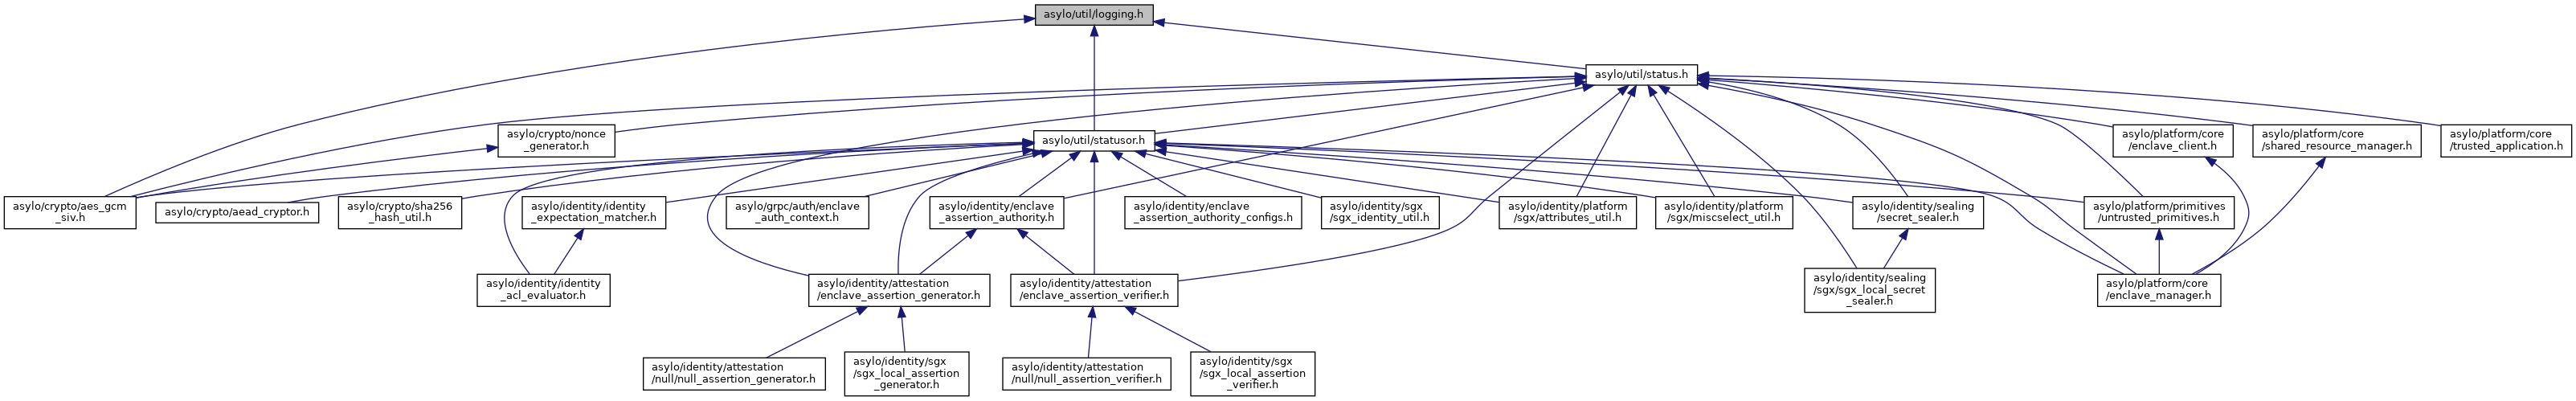 asylo/util/logging.h
asylo/util/status.h
asylo/crypto/nonce
_generator.h
asylo/util/statusor.h
asylo/platform/core
/enclave_client.h
asylo/platform/core
/shared_resource_manager.h
asylo/platform/core
/trusted_application.h
asylo/crypto/aes_gcm
_siv.h
asylo/crypto/aead_cryptor.h
asylo/crypto/sha256
_hash_util.h
asylo/identity/identity
_expectation_matcher.h
asylo/grpc/auth/enclave
_auth_context.h
asylo/identity/enclave
_assertion_authority.h
asylo/identity/enclave
_assertion_authority_configs.h
asylo/identity/sgx
/sgx_identity_util.h
asylo/identity/platform
/sgx/attributes_util.h
asylo/identity/platform
/sgx/miscselect_util.h
asylo/identity/sealing
/secret_sealer.h
asylo/platform/primitives
/untrusted_primitives.h
asylo/identity/identity
_acl_evaluator.h
asylo/identity/attestation
/enclave_assertion_generator.h
asylo/identity/attestation
/enclave_assertion_verifier.h
asylo/identity/sealing
/sgx/sgx_local_secret
_sealer.h
asylo/platform/core
/enclave_manager.h
asylo/identity/attestation
/null/null_assertion_generator.h
asylo/identity/sgx
/sgx_local_assertion
_generator.h
asylo/identity/attestation
/null/null_assertion_verifier.h
asylo/identity/sgx
/sgx_local_assertion
_verifier.h